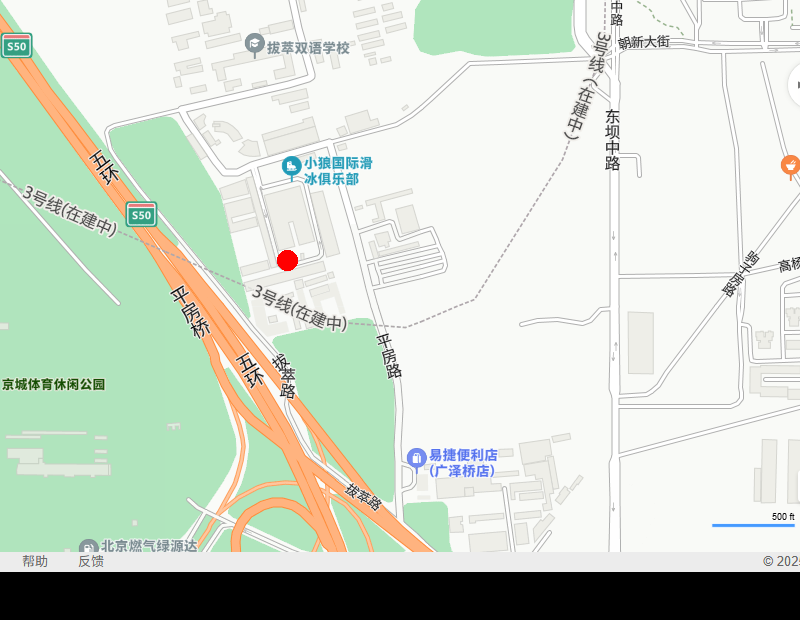 中路
朝新大街
3号线(在建中)
S50
拔萃双语学校
东坝中路
五环
小狼国际滑
冰俱乐部
3号线(在建中)
S50
驹子房路
高杨
3号线(在建中)
平房桥
平房路
五环
拔萃路
京城体育休闲公园
易捷便利店
(广泽桥店)
拔萃路
500 ft
北京燃气绿源达
帮助
反馈
© 202